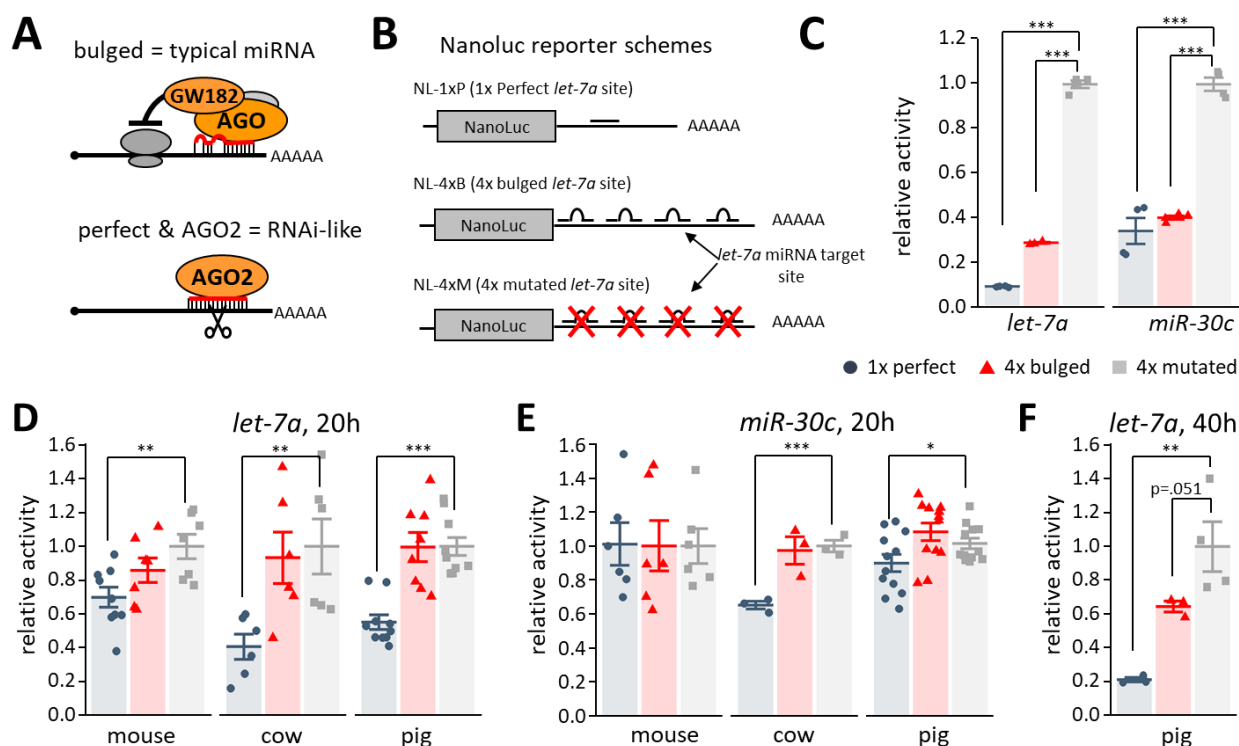 A
bulged = typical miRNA
GW182
AGO
AAAAA
perfect & AGO2 = RNAi-like
AGO2
AAAAA
B
Nanoluc reporter schemes
NL-1xP (1x Perfect let-7a site)
NanoLuc
AAAAA
NL-4xB (4x bulged let-7a site)
NanoLuc
AAAAA
let-7a miRNA target
site
NL-4xM (4x mutated let-7a site)
NanoLuc
AAAAA
C
relative activity
1.2
1.0
0.8
0.6
0.4
0.2
0.0
***
***
***
***
let-7a
miR-30c
1x perfect
4x bulged
4x mutated
D
let-7a, 20h
relative activity
1.6
1.4
1.2
1.0
0.8
0.6
0.4
0.2
0.0
**
**
***
mouse
cow
pig
E
miR-30c, 20h
relative activity
1.6
1.4
1.2
1.0
0.8
0.6
0.4
0.2
0.0
***
*
mouse
cow
pig
F
let-7a, 40h
relative activity
1.6
1.4
1.2
1.0
0.8
0.6
0.4
0.2
0.0
**
p=.051
pig